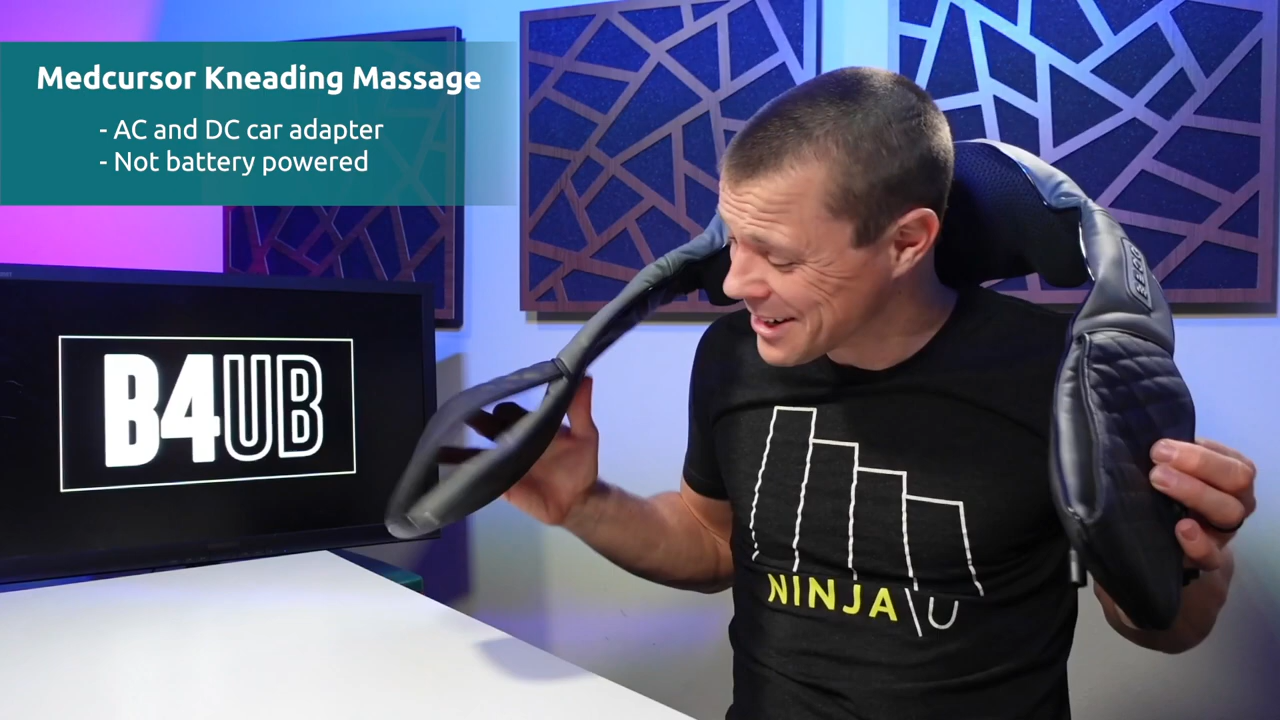 Medcursor Kneading Massage
- AC and DC car adapter
- Not battery powered
B4UB
NINJA\U